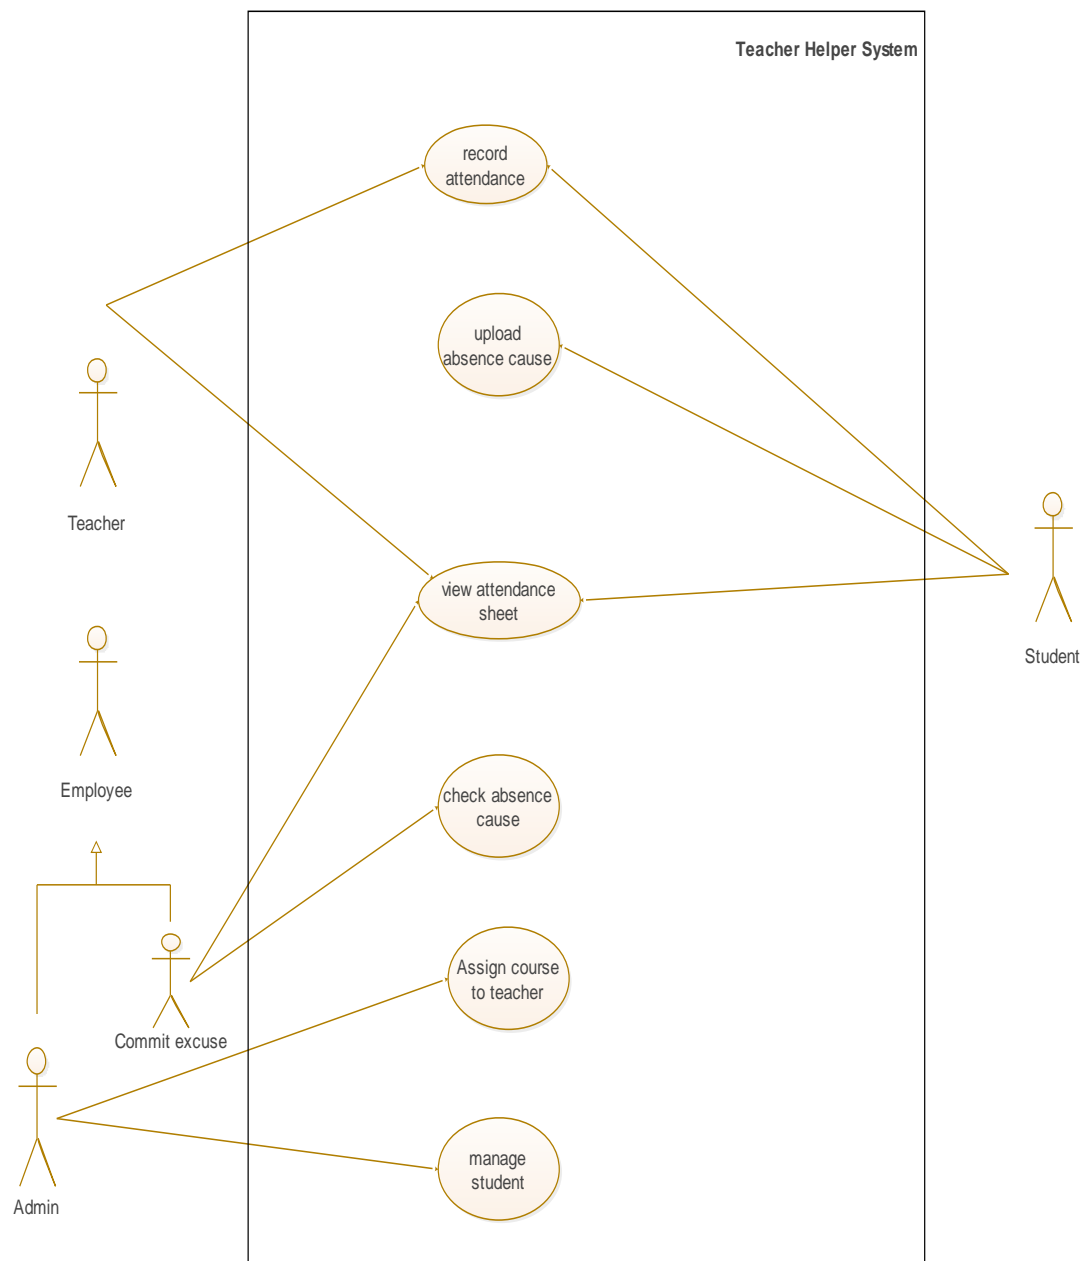 Teacher Helper System
record
attendance
upload
absence cause
Teacher
view attendance
sheet
Student
Employee
check absence
cause
Assign course
to teacher
Commit excuse
manage
student
Admin